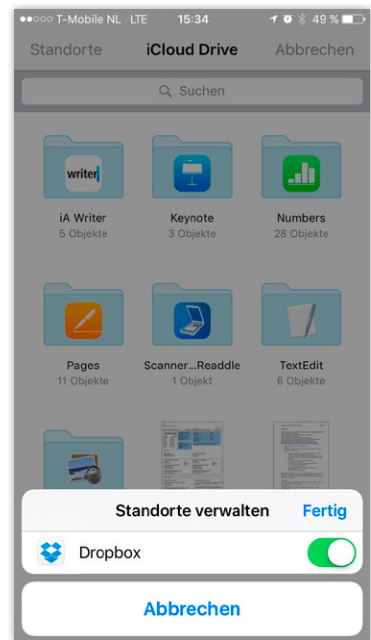 T-Mobile NL LTE 15:34 49 %
Standorte iCloud Drive Abbrechen
Suchen
writer
iA Writer Keynote Numbers
5 Objekte 3 Objekte 28 Objekte
Pages Scanner...Readdle TextEdit
11 Objekte 1 Objekt 6 Objekte
Standorte verwalten Fertig
Dropbox
Abbrechen